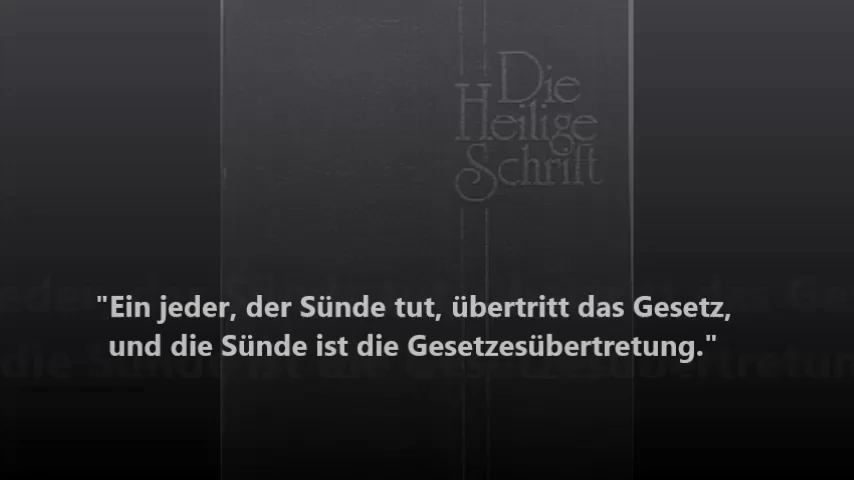 Die
Heilige
Schrift
"Ein jeder, der Sünde tut, übertritt das Gesetz,
und die Sünde ist die Gesetzesübertretung."